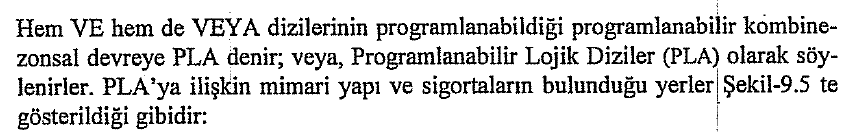 Hem VE hem de VEYA dizilerinin programlanabildiği programlanabilir kombine-
zonsal devreye PLA denir; veya, Programlanabilir Lojik Diziler (PLA) olarak söy-
lenirler. PLA'ya ilişkin mimari yapı ve sigortaların bulunduğu yerler Şekil-9.5 te
gösterildiği gibidir: